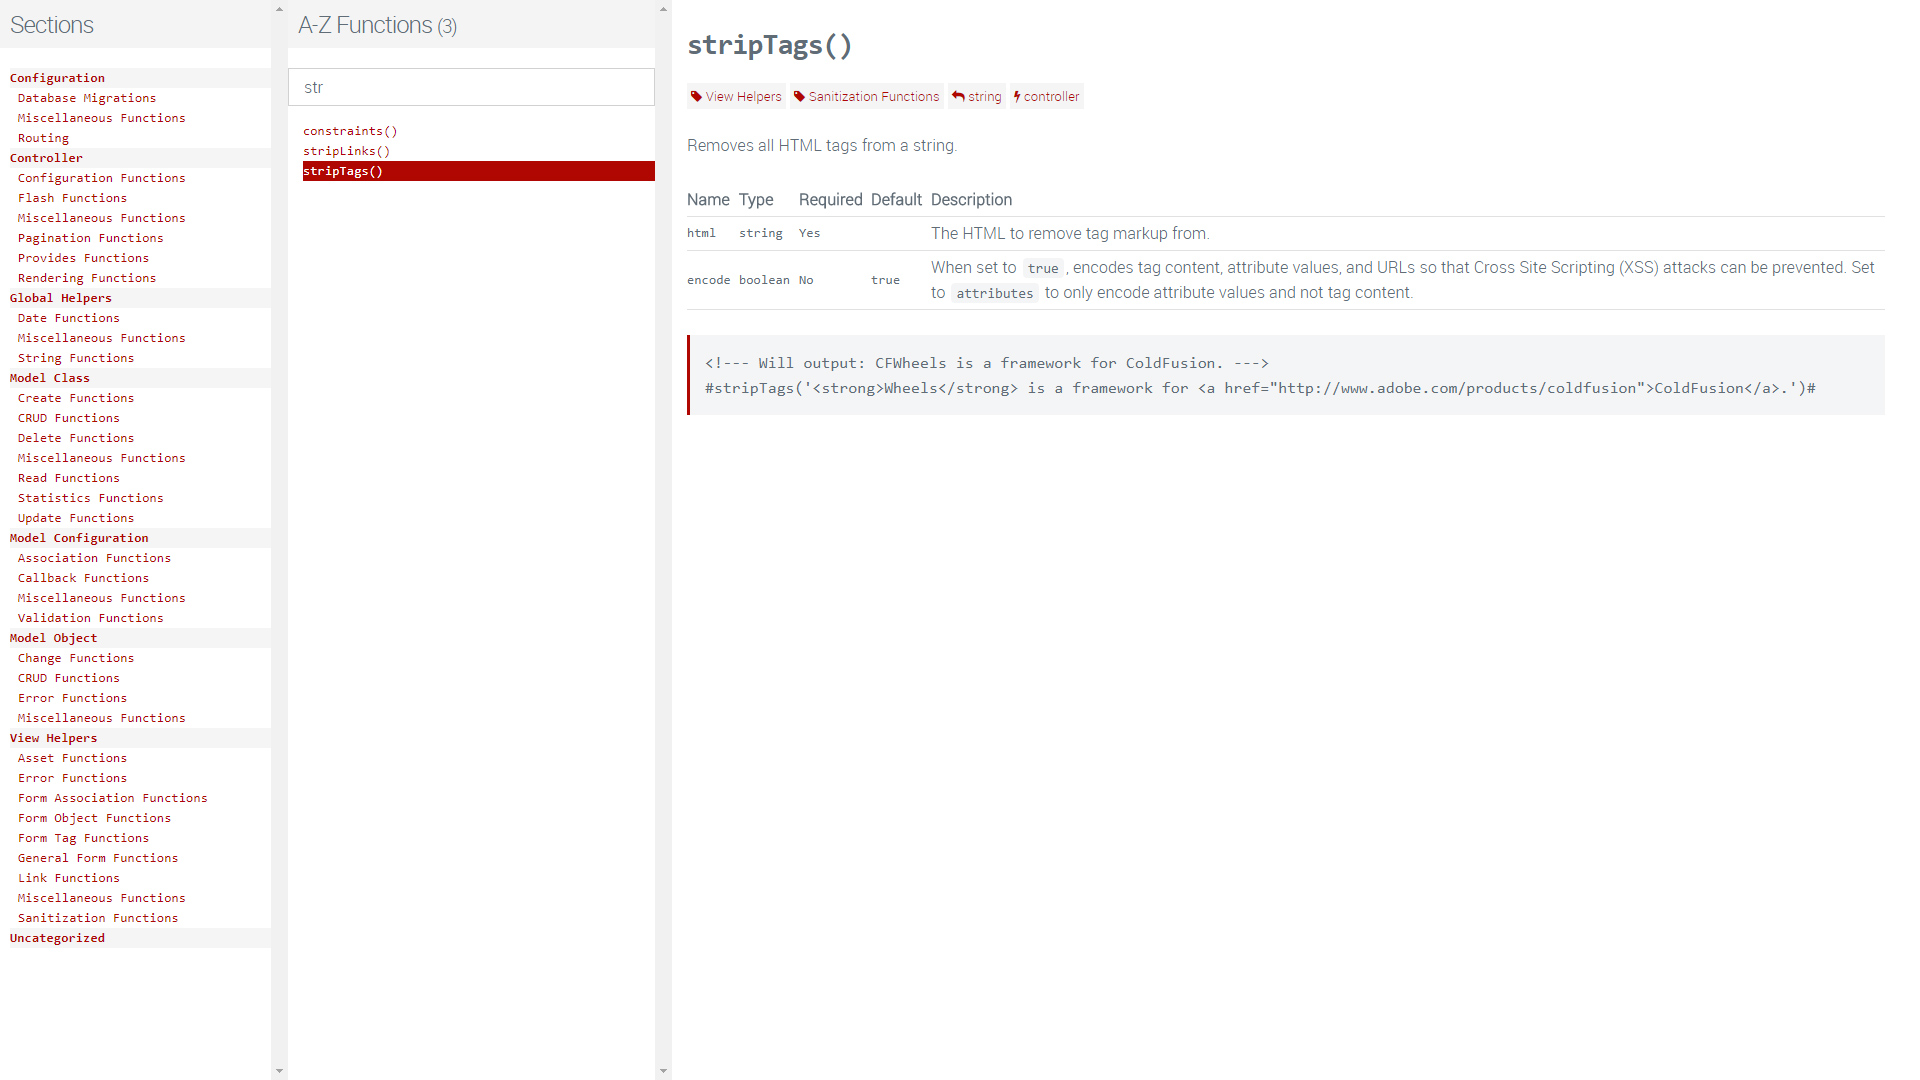 Sections
Configuration
Database Migrations
Miscellaneous Functions
Routing
Controller
Configuration Functions
Flash Functions
Miscellaneous Functions
Pagination Functions
Provides Functions
Rendering Functions
Global Helpers
Date Functions
Miscellaneous Functions
String Functions
Model Class
Create Functions
CRUD Functions
Delete Functions
Miscellaneous Functions
Read Functions
Statistics Functions
Update Functions
Model Configuration
Association Functions
Callback Functions
Miscellaneous Functions
Validation Functions
Model Object
Change Functions
CRUD Functions
Error Functions
Miscellaneous Functions
View Helpers
Asset Functions
Error Functions
Form Association Functions
Form Object Functions
Form Tag Functions
General Form Functions
Link Functions
Miscellaneous Functions
Sanitization Functions
Uncategorized
A-Z Functions (3)
str
constraints()
stripLinks()
stripTags()
stripTags()
View Helpers Sanitization Functions string controller
Removes all HTML tags from a string.
Name Type Required Default Description
html string Yes The HTML to remove tag markup from.
encode boolean No true When set to true , encodes tag content, attribute values, and URLs so that Cross Site Scripting (XSS) attacks can be prevented. Set
to attributes to only encode attribute values and not tag content.
<!--- Will output: CFWheels is a framework for ColdFusion. --->
#stripTags('<strong>Wheels</strong> is a framework for <a href="http://www.adobe.com/products/coldfusion">ColdFusion</a>.')#